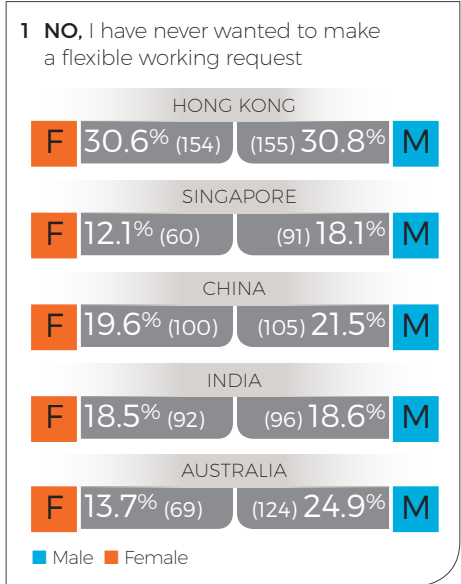 1 NO, I have never wanted to make
a flexible working request
HONG KONG
F 30.6% (154) (155) 30.8% M
SINGAPORE
F 12.1% (60) (91) 18.1% M
CHINA
F 19.6% (100) (105) 21.5% M
INDIA
F 18.5% (92) (96) 18.6% M
AUSTRALIA
F 13.7% (69) (124) 24.9% M
Male Female